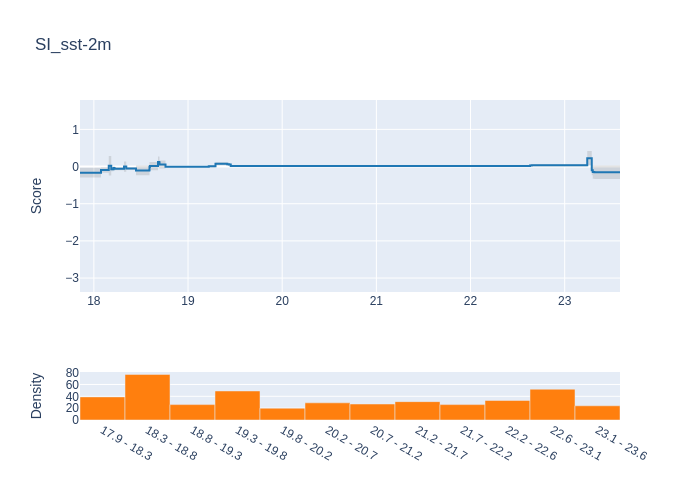 SI_sst-2m
Score
1
0
−1
−2
−3
18 19 20 21 22 23
Density
80
60
40
20
0
17.9 - 18.3
18.3 - 18.8
18.8 - 19.3
19.3 - 19.8
19.8 - 20.2
20.2 - 20.7
20.7 - 21.2
21.2 - 21.7
21.7 - 22.2
22.2 - 22.6
22.6 - 23.1
23.1 - 23.6